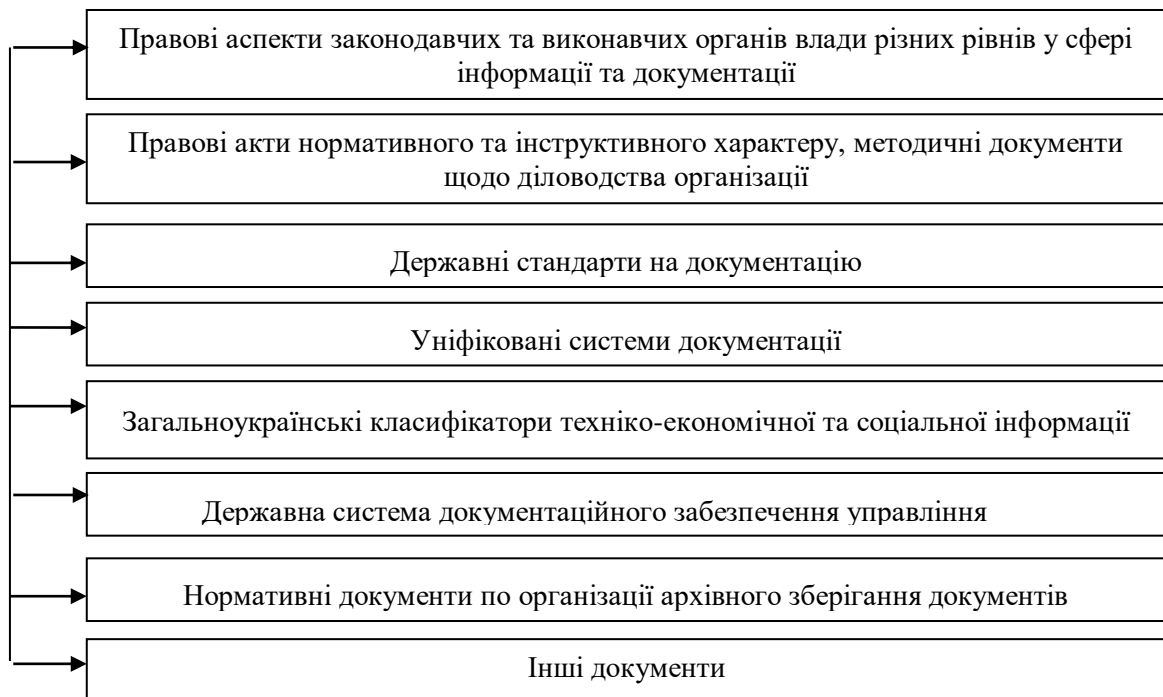 Правові аспекти законодавчих та виконавчих органів влади різних рівнів у сфері
інформації та документації
Правові акти нормативного та інструктивного характеру, методичні документи
щодо діловодства організації
Державні стандарти на документацію
Уніфіковані системи документації
Загальноукраїнські класифікатори техніко-економічної та соціальної інформації
Державна система документаційного забезпечення управління
Нормативні документи по організації архівного зберігання документів
Інші документи